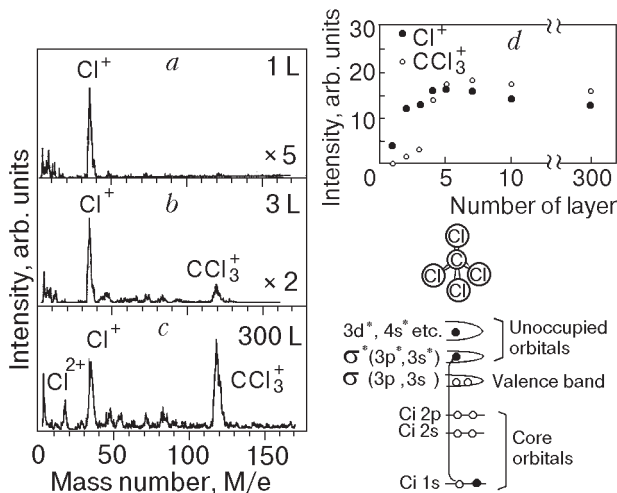 a
1 L
Cl+
×5
b
3 L
Cl+
CCl3+
×2
c
300 L
Cl2+
Cl+
CCl3+
Intensity, arb. units
0 50 100 150
Mass number, M/e
d
30
20
10
0
Cl+
CCl3+
Intensity, arb. units
5 10 300
Number of layer
Cl
C
Cl Cl
Cl
3d*, 4s* etc.
σ*(3p*,3s*)
Unoccupied
orbitals
σ (3p ,3s )
Valence band
Ci 2p
Ci 2s
Core
orbitals
Ci 1s